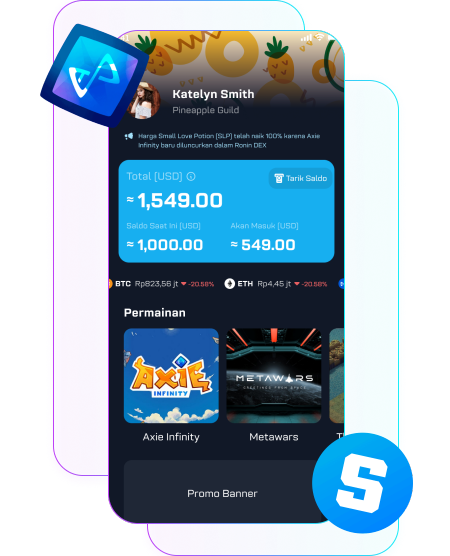 Katelyn Smith
Pineapple Guild
Harga Small Love Potion [SLP] telah naik 100% karena Axie
Infinity baru diluncurkan dalam Ronin DEX
Total [USD]
Tarik Saldo
≈ 1,549.00
Saldo Saat Ini [USD]
Akan Masuk [USD]
≈ 1,000.00
≈ 549.00
BTC Rp823,56 jt -20.58% ETH Rp4,45 jt -20.58%
Permainan
AXIE
INFINITY
METAWARS
Axie Infinity
Metawars
T
Promo Banner
S